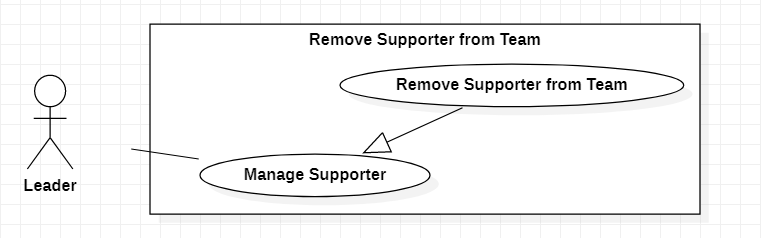 Remove Supporter from Team
Remove Supporter from Team
Manage Supporter
Leader